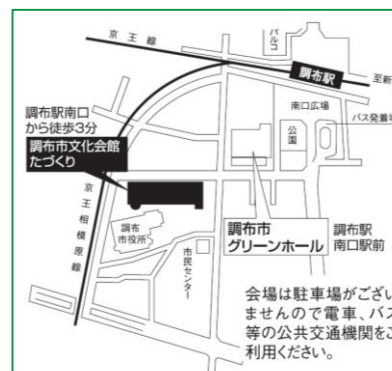 京王線
パルコ
調布駅
至新
調布駅南口
から徒歩3分
南口広場
バス発着
公園
調布市文化会館
たづくり
京王相模原線
調布
市役所
市民センター
調布市
グリーンホール
調布駅
南口駅前
会場は駐車場がござい
ませんので電車、バス
等の公共交通機関をご
利用ください。